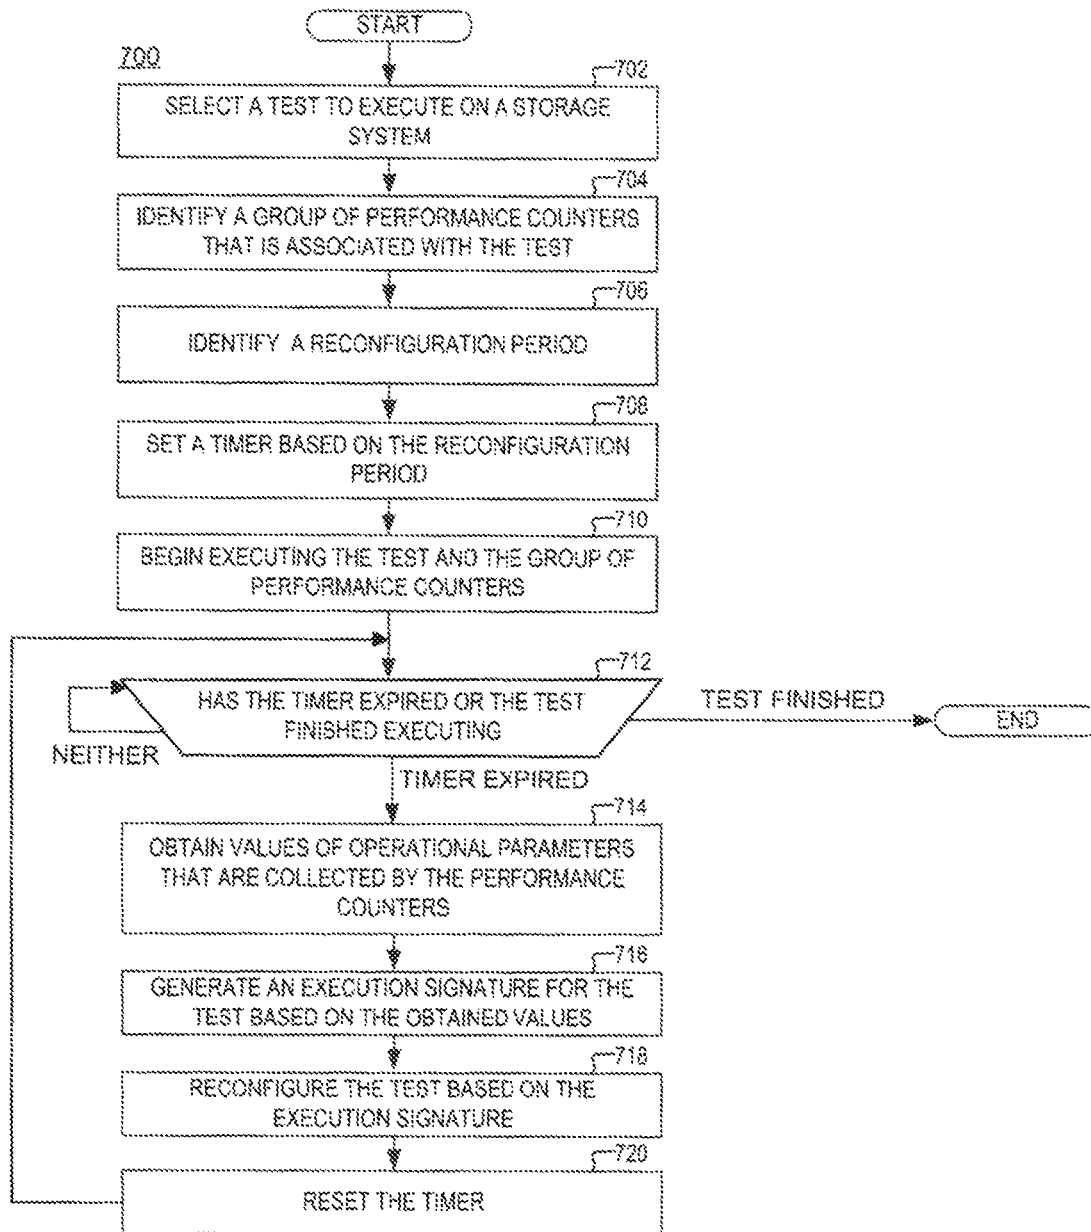 START
700
702
SELECT A TEST TO EXECUTE ON A STORAGE
SYSTEM
704
IDENTIFY A GROUP OF PERFORMANCE COUNTERS
THAT IS ASSOCIATED WITH THE TEST
706
IDENTIFY A RECONFIGURATION PERIOD
708
SET A TIMER BASED ON THE RECONFIGURATION
PERIOD
710
BEGIN EXECUTING THE TEST AND THE GROUP OF
PERFORMANCE COUNTERS
712
HAS THE TIMER EXPIRED OR THE TEST
FINISHED EXECUTING
TEST FINISHED
END
NEITHER
TIMER EXPIRED
714
OBTAIN VALUES OF OPERATIONAL PARAMETERS
THAT ARE COLLECTED BY THE PERFORMANCE
COUNTERS
716
GENERATE AN EXECUTION SIGNATURE FOR THE
TEST BASED ON THE OBTAINED VALUES
718
RECONFIGURE THE TEST BASED ON THE
EXECUTION SIGNATURE
720
RESET THE TIMER